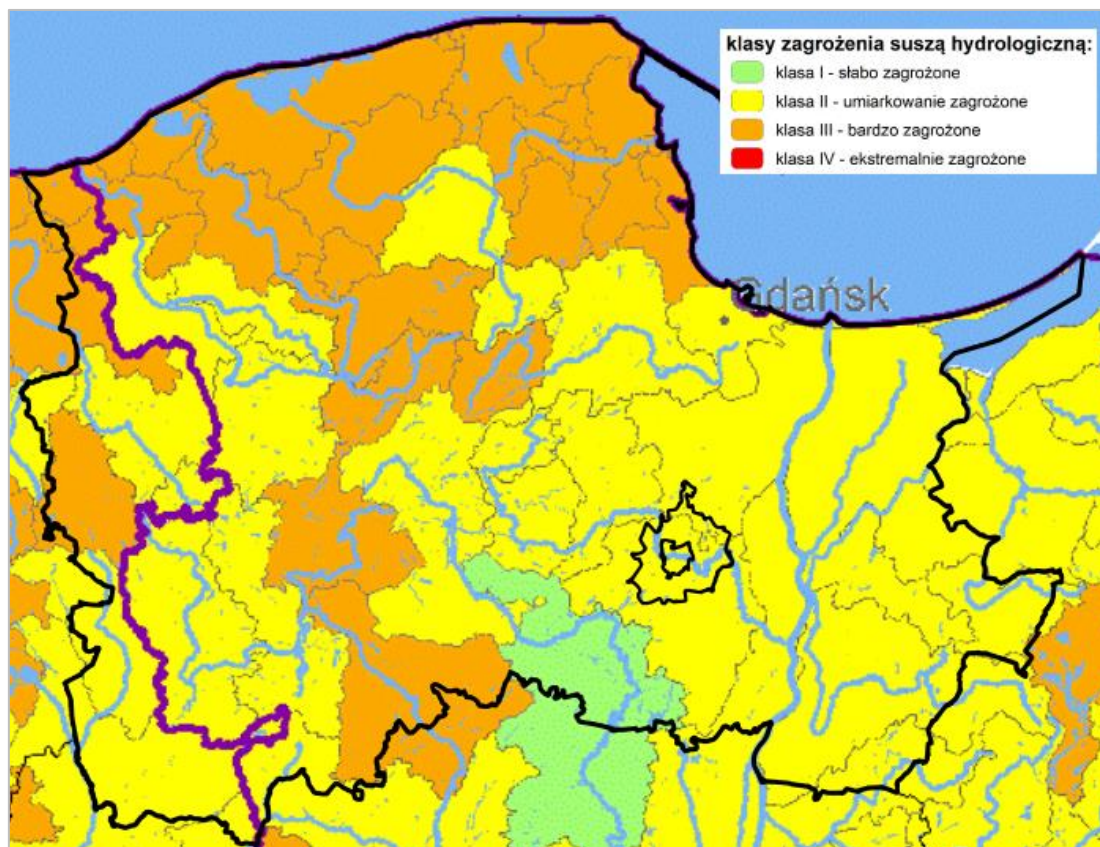 klasy zagrożenia suszą hydrologiczną:
klasa I - słabo zagrożone
klasa II - umiarkowanie zagrożone
klasa III - bardzo zagrożone
klasa IV - ekstremalnie zagrożone
Gdańsk